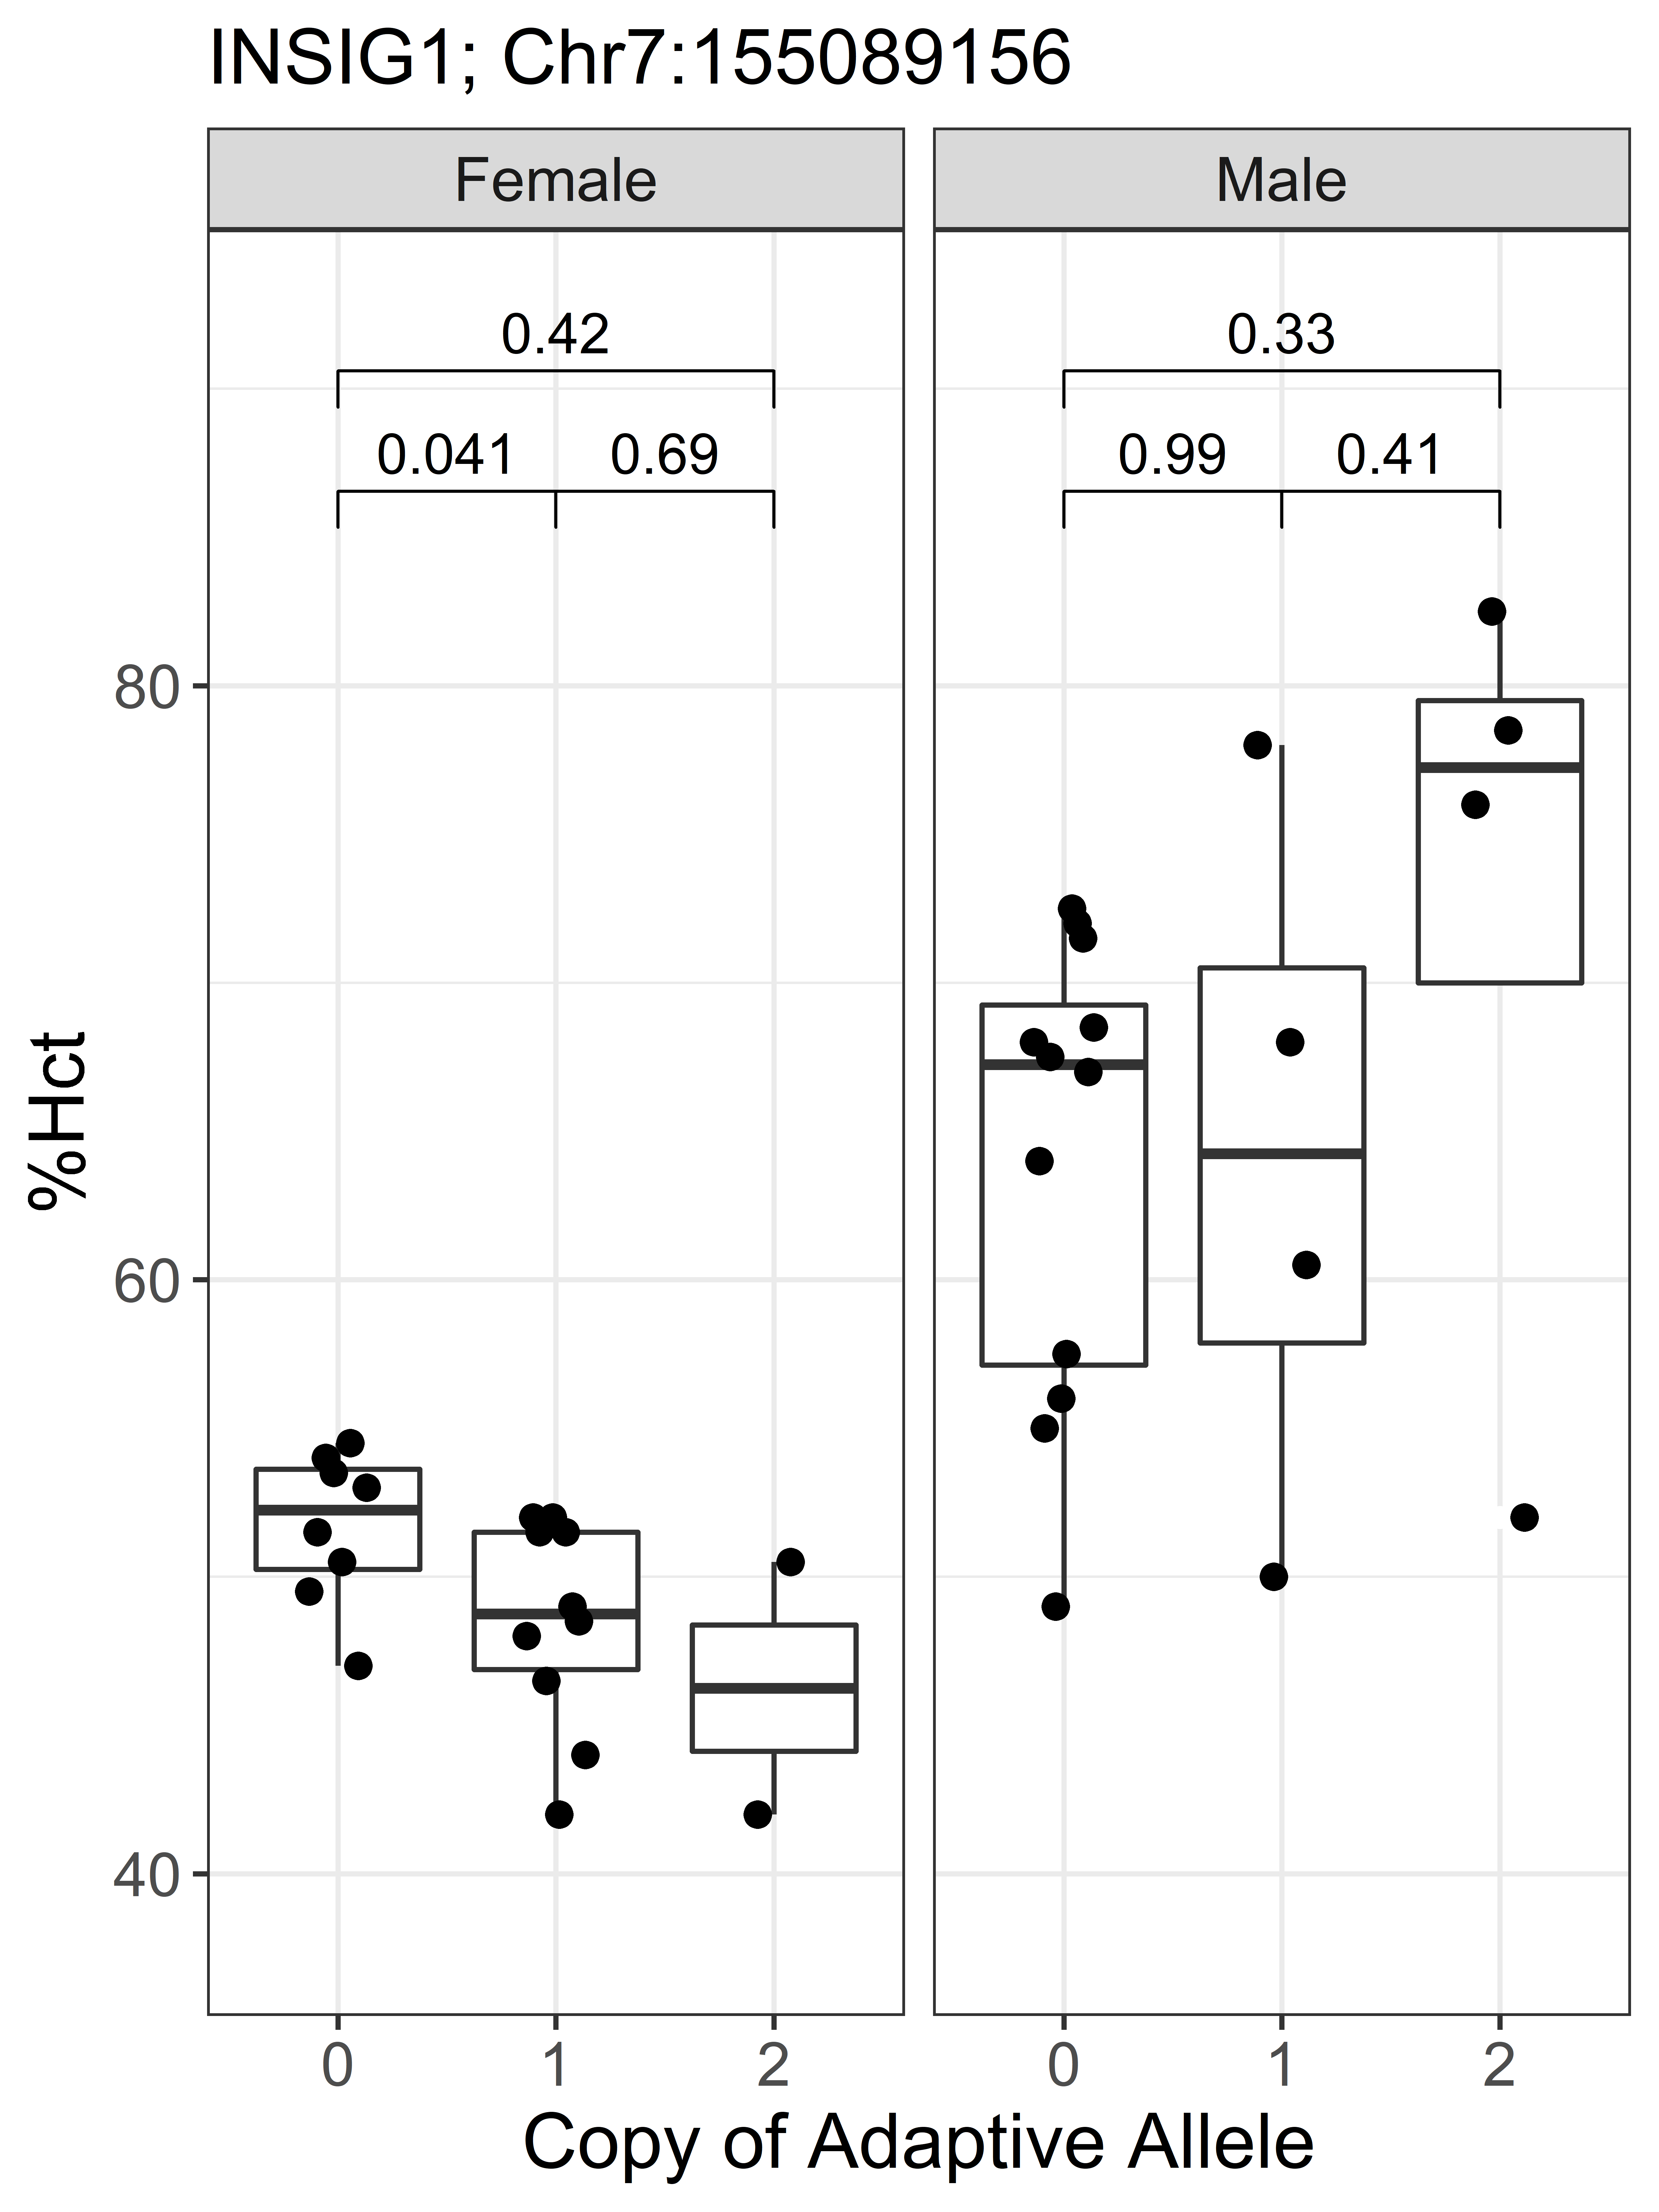 INSIG1; Chr7:155089156
Female Male
0.42 0.33
0.041 0.69 0.99 0.41
80
60
40
%Hct
0 1 2 0 1 2
Copy of Adaptive Allele